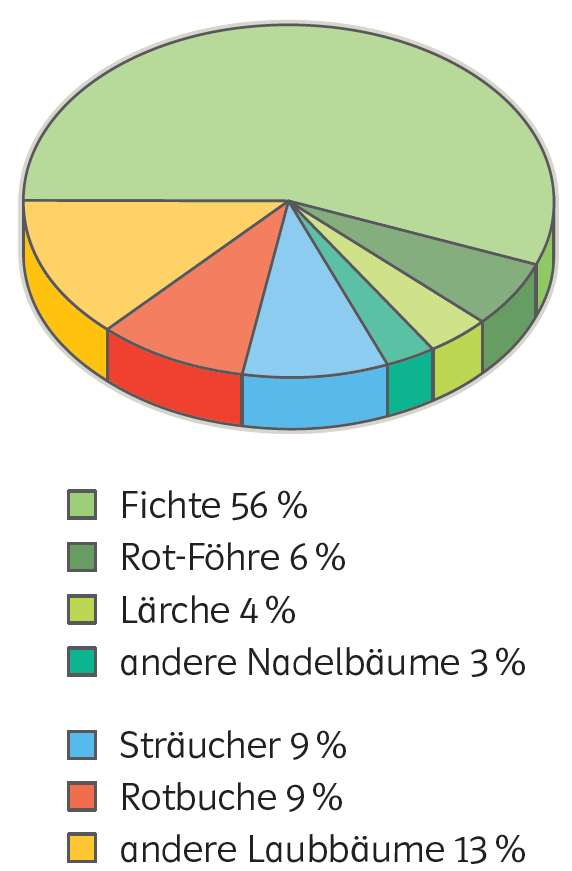 Fichte 56 %
Rot-Föhre 6 %
Lärche 4 %
andere Nadelbäume 3 %
Sträucher 9 %
Rotbuche 9 %
andere Laubbäume 13 %